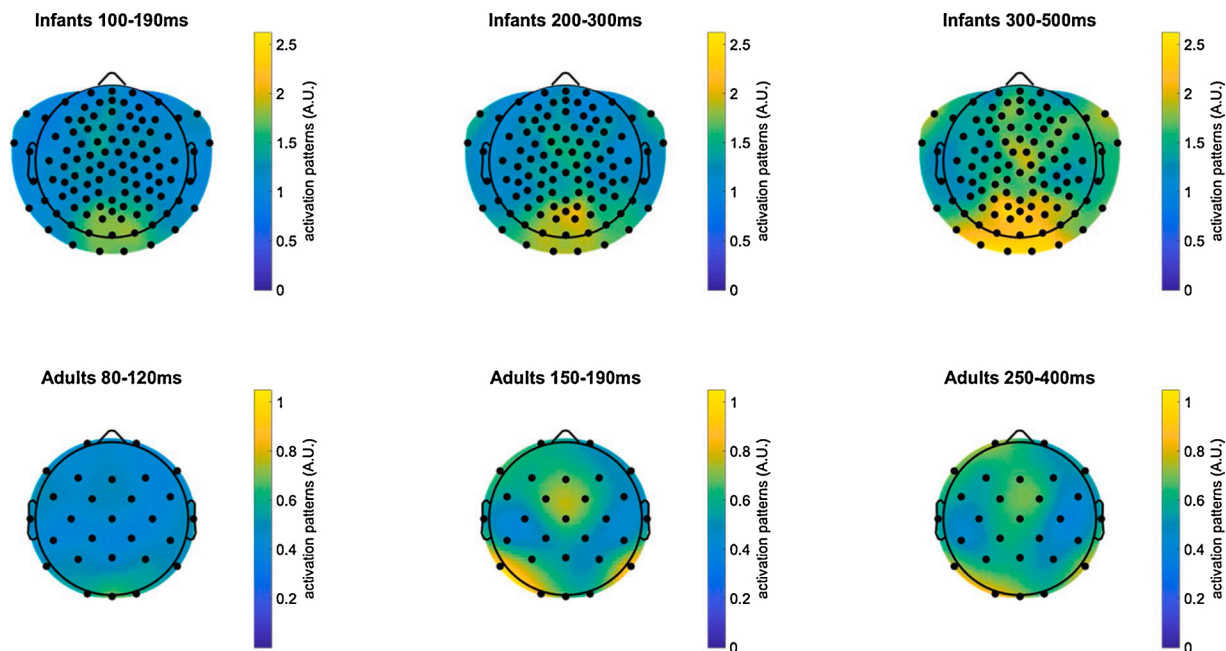 Infants 100-190ms
2.5
2
1.5
1
0.5
0
activation patterns (A.U.)
Infants 200-300ms
2.5
2
1.5
1
0.5
0
activation patterns (A.U.)
Infants 300-500ms
2.5
2
1.5
1
0.5
0
activation patterns (A.U.)
Adults 80-120ms
1
0.8
0.6
0.4
0.2
activation patterns (A.U.)
Adults 150-190ms
1
0.8
0.6
0.4
0.2
0
activation patterns (A.U.)
Adults 250-400ms
1
0.8
0.6
0.4
0.2
0
activation patterns (A.U.)